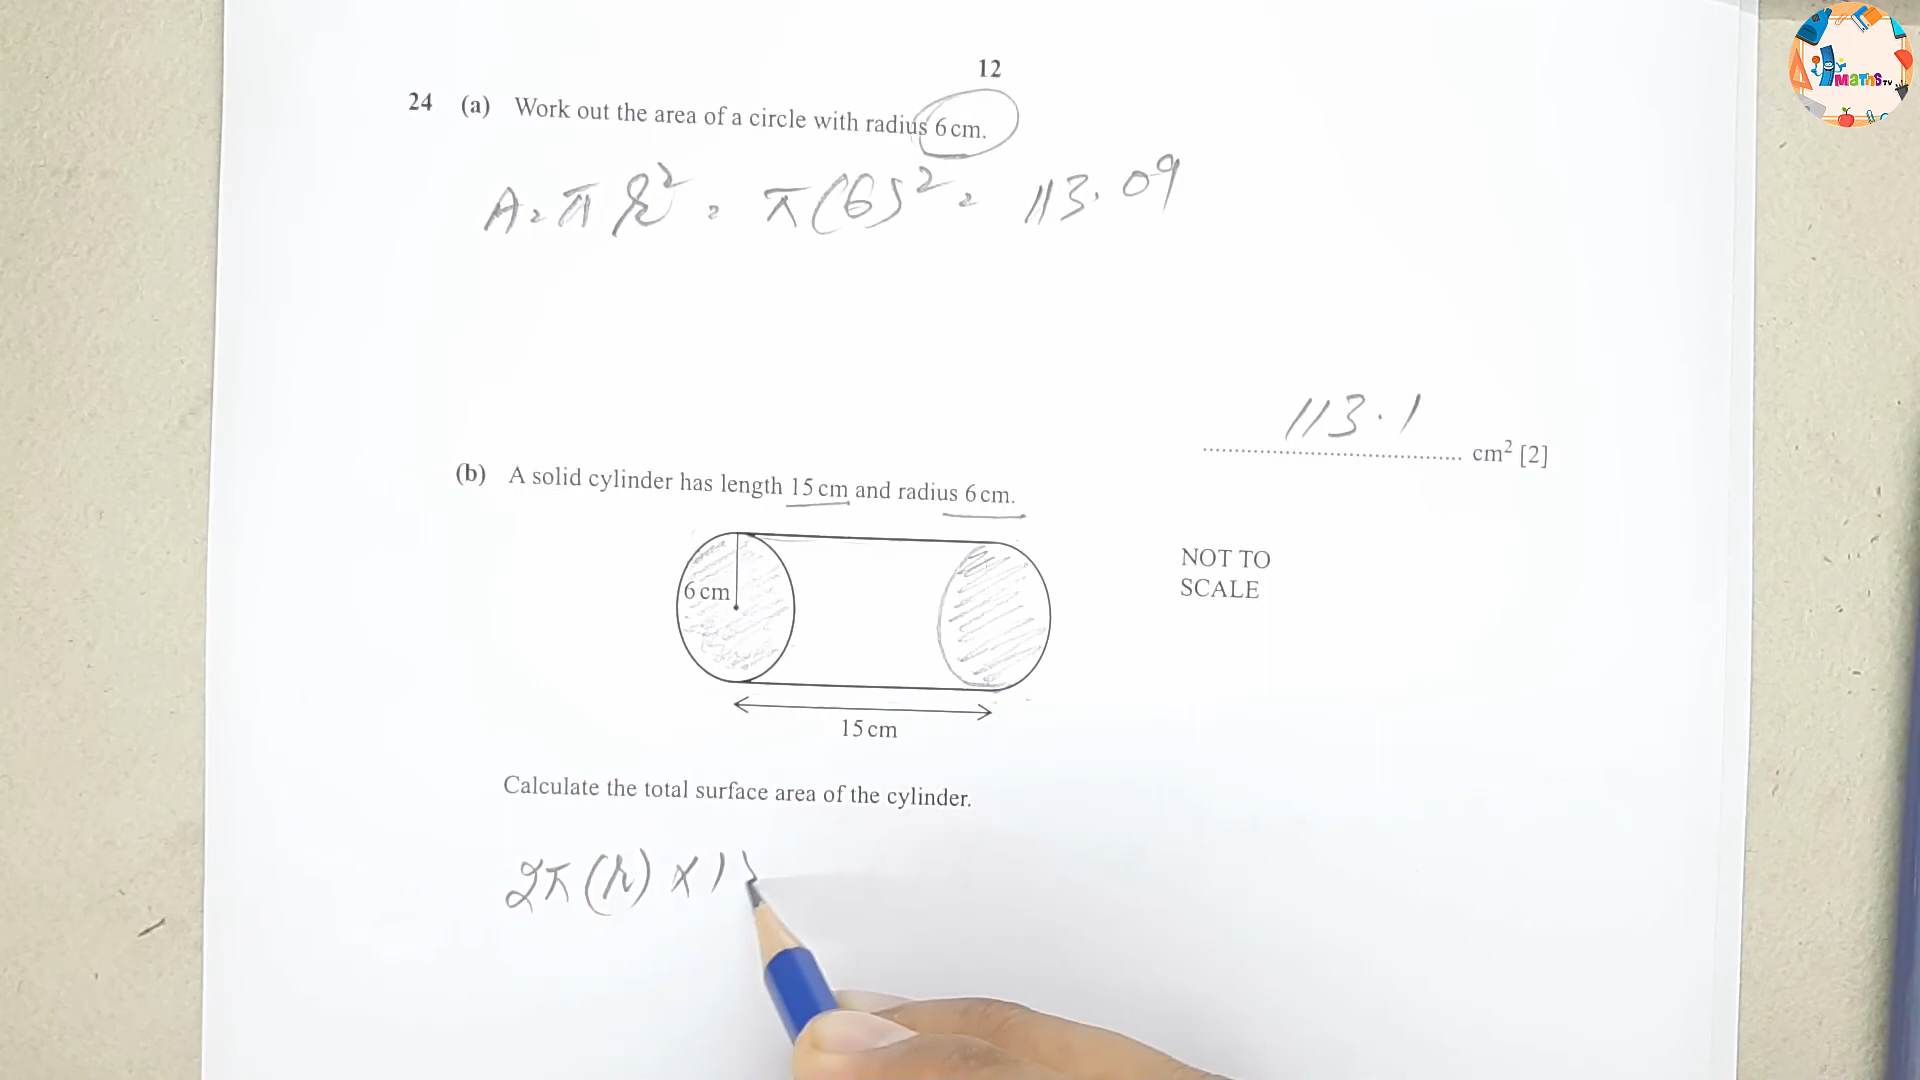 MATHS TV
12
24 (a) Work out the area of a circle with radius 6 cm.
A = π r² = π(6)² = 113.09
113.1
.......................................... cm² [2]
(b) A solid cylinder has length 15 cm and radius 6 cm.
NOT TO
SCALE
6 cm
15 cm
Calculate the total surface area of the cylinder.
2π(r) × 1